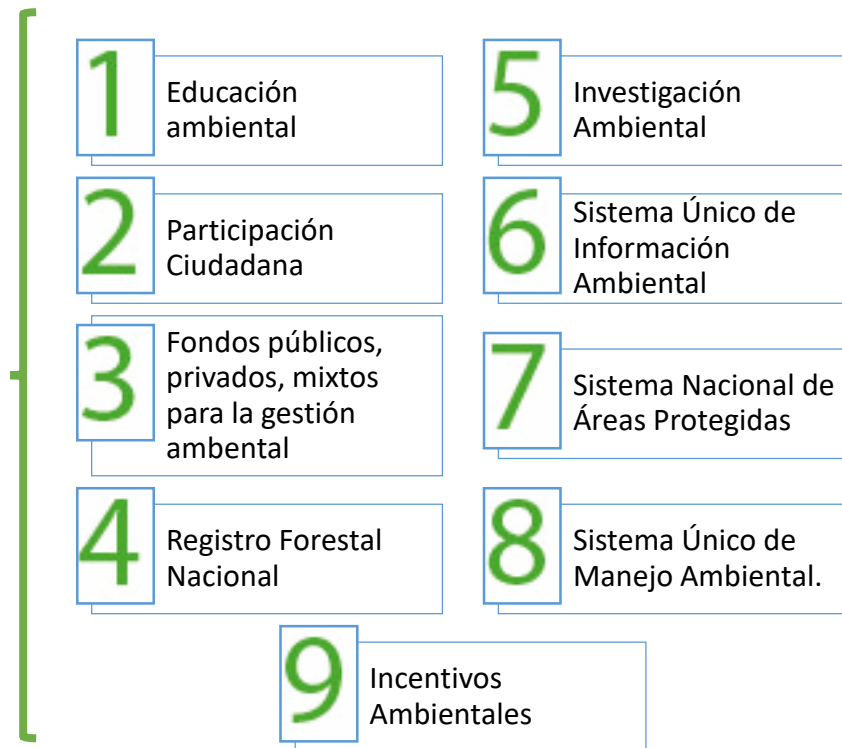 1
Educación
ambiental
2
Participación
Ciudadana
3
Fondos públicos,
privados, mixtos
para la gestión
ambental
4
Registro Forestal
Nacional
5
Investigación
Ambiental
6
Sistema Único de
Información
Ambiental
7
Sistema Nacional de
Áreas Protegidas
8
Sistema Único de
Manejo Ambiental.
9
Incentivos
Ambientales